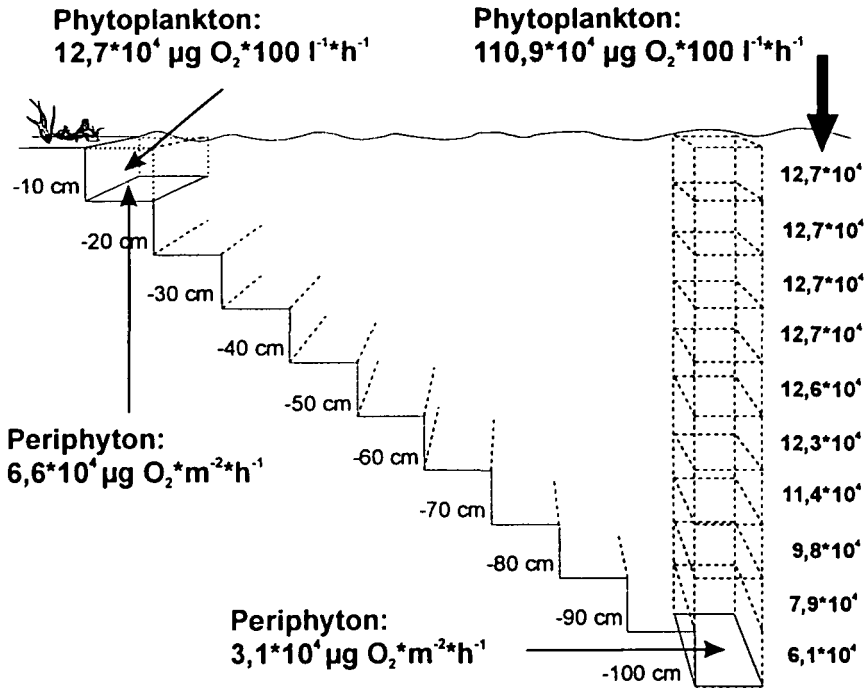 Phytoplankton:
12,7*10⁴ µg O₂*100 l⁻¹*h⁻¹
Phytoplankton:
110,9*10⁴ µg O₂*100 l⁻¹*h⁻¹
-10 cm
-20 cm
-30 cm
-40 cm
-50 cm
-60 cm
-70 cm
-80 cm
-90 cm
-100 cm
12,7*10⁴
12,7*10⁴
12,7*10⁴
12,7*10⁴
12,6*10⁴
12,3*10⁴
11,4*10⁴
9,8*10⁴
7,9*10⁴
6,1*10⁴
Periphyton:
6,6*10⁴ µg O₂*m⁻²*h⁻¹
Periphyton:
3,1*10⁴ µg O₂*m⁻²*h⁻¹